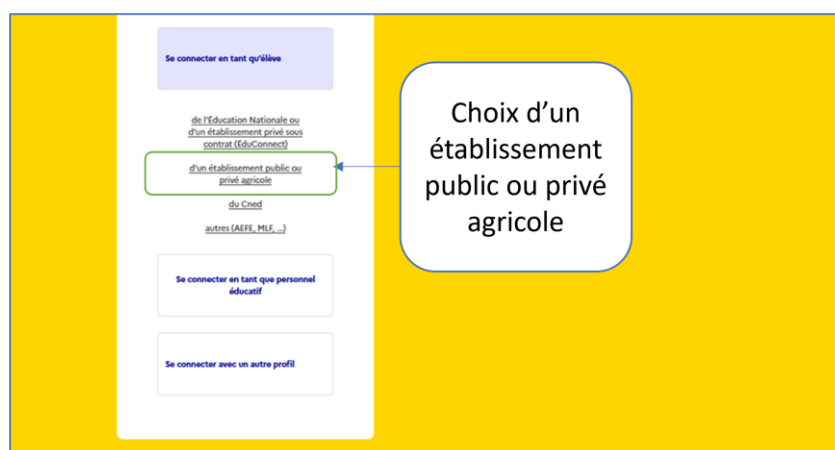 Se connecter en tant qu'élève
de l'Éducation Nationale ou
d'un établissement privé sous
contrat (ÉduConnect)
d'un établissement public ou
privé agricole
du Cned
autres (AEFE, MLF, ...)
Se connecter en tant que personnel
éducatif
Se connecter avec un autre profil
Choix d'un
établissement
public ou privé
agricole